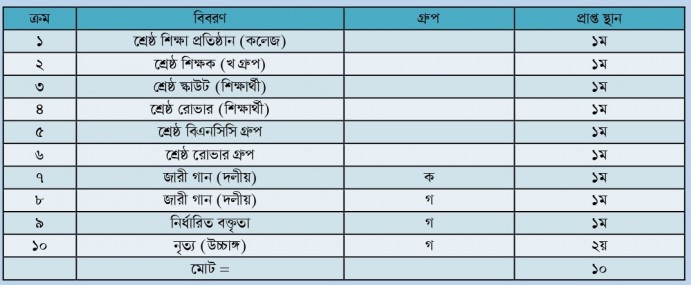 ক্রম বিবরণ গ্রুপ প্রাপ্ত স্থান
১ শ্রেষ্ঠ শিক্ষা প্রতিষ্ঠান (কলেজ) ১ম
২ শ্রেষ্ঠ শিক্ষক (খ গ্রুপ) ১ম
৩ শ্রেষ্ঠ স্কাউট (শিক্ষার্থী) ১ম
৪ শ্রেষ্ঠ রোভার (শিক্ষার্থী) ১ম
৫ শ্রেষ্ঠ বিএনসিসি গ্রুপ ১ম
৬ শ্রেষ্ঠ রোভার গ্রুপ ১ম
৭ জারী গান (দলীয়) ক ১ম
৮ জারী গান (দলীয়) গ ১ম
৯ নির্ধারিত বক্তৃতা গ ১ম
১০ নৃত্য (উচ্চাঙ্গ) গ ২য়
মোট = ১০